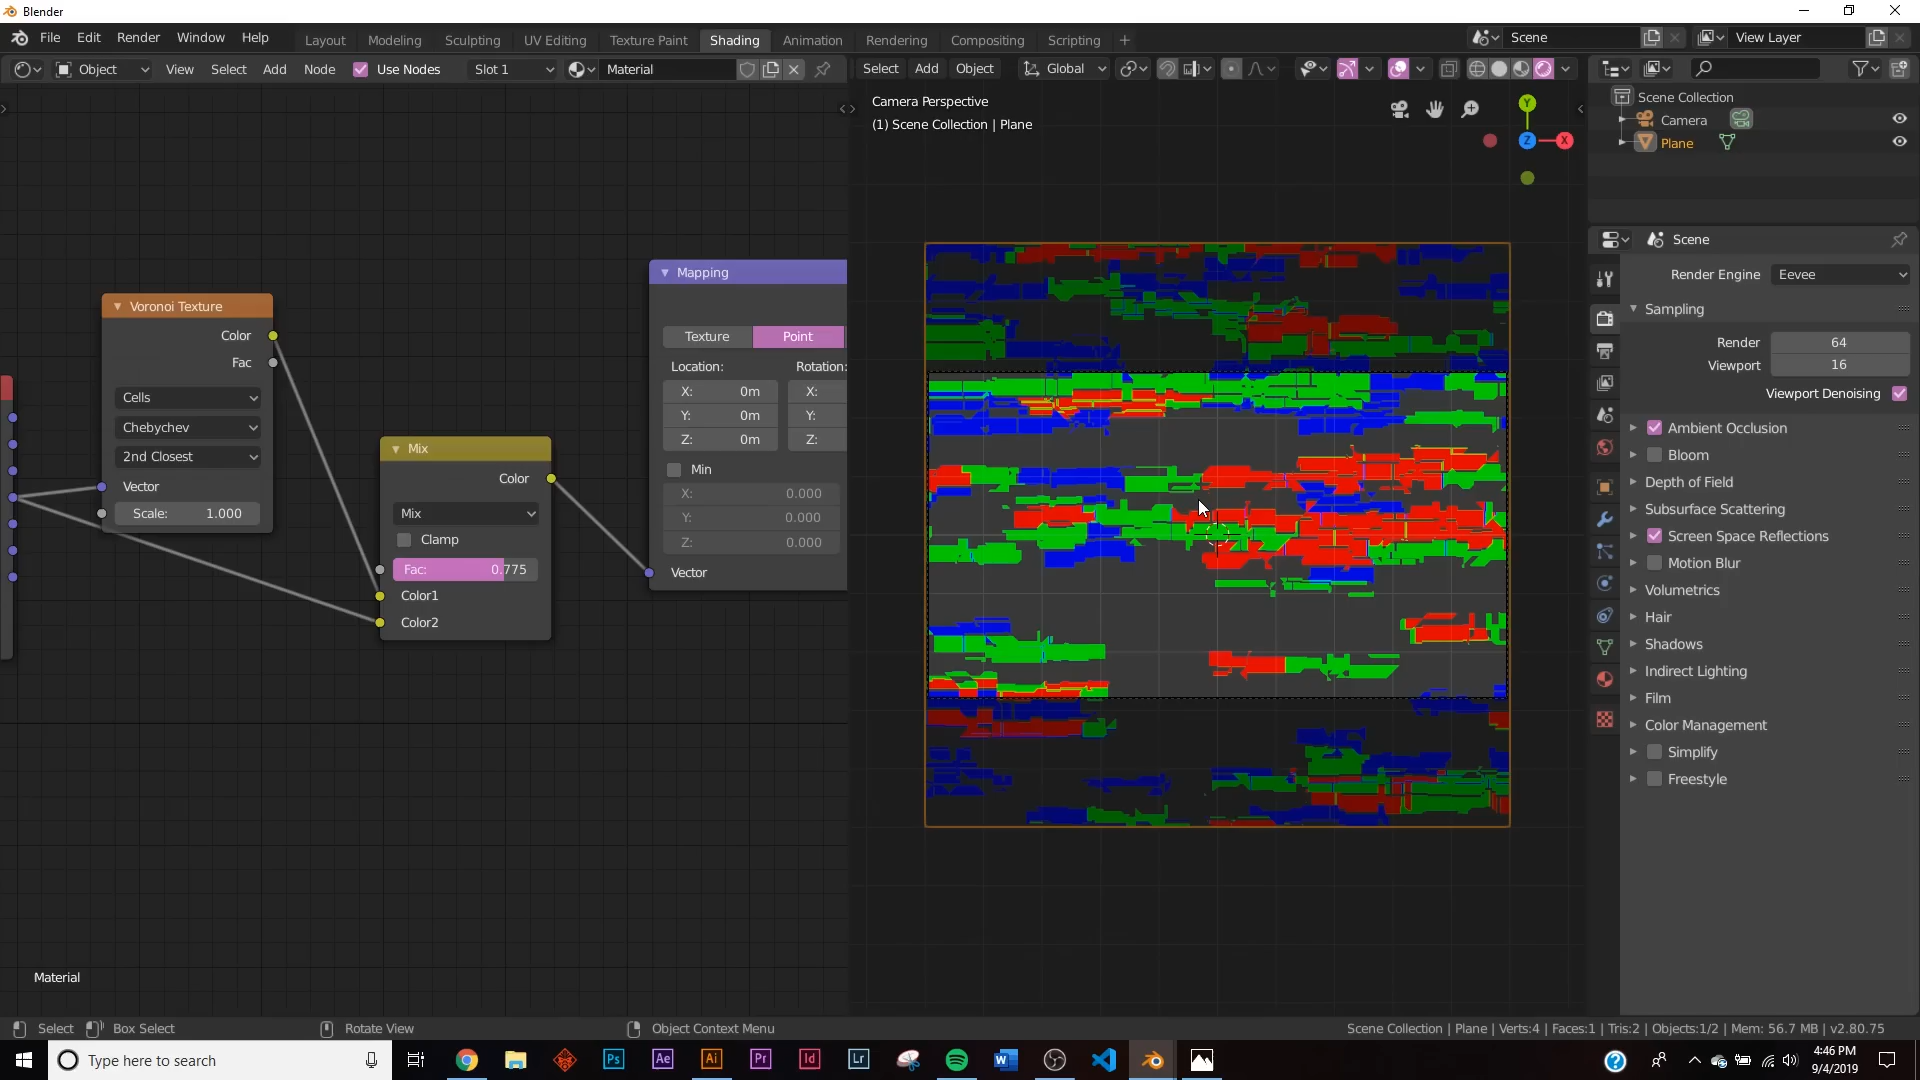 Blender
File Edit Render Window Help
Layout Modeling Sculpting UV Editing Texture Paint Shading Animation Rendering Compositing Scripting +
Scene
View Layer
Object View Select Add Node Use Nodes Slot 1 Material
Select Add Object Global
Camera Perspective
(1) Scene Collection | Plane
Y
Z
X
Scene Collection
Camera
Plane
Scene
Render Engine Eevee
Sampling
Render 64
Viewport 16
Viewport Denoising
Ambient Occlusion
Bloom
Depth of Field
Subsurface Scattering
Screen Space Reflections
Motion Blur
Volumetrics
Hair
Shadows
Indirect Lighting
Film
Color Management
Simplify
Freestyle
Voronoi Texture
Color
Fac
Cells
Chebychev
2nd Closest
Vector
Scale: 1.000
Mix
Color
Mix
Clamp
Fac: 0.775
Color1
Color2
Mapping
Texture Point
Location: Rotation:
X: 0m X:
Y: 0m Y:
Z: 0m Z:
Min
X: 0.000
Y: 0.000
Z: 0.000
Vector
Material
Select Box Select Rotate View Object Context Menu
Scene Collection | Plane | Verts:4 | Faces:1 | Tris:2 | Objects:1/2 | Mem: 56.7 MB | v2.80.75
Type here to search
Ps Ae Ai Pr Id Lr
4:46 PM
9/4/2019